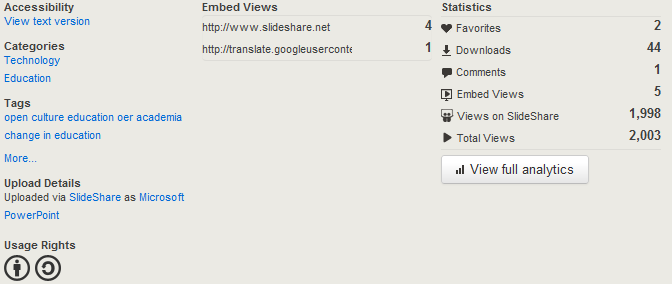 Accessibility
View text version
Categories
Technology
Education
Tags
open culture education oer academia
change in education
More...
Upload Details
Uploaded via SlideShare as Microsoft
PowerPoint
Usage Rights
Embed Views
http://www.slideshare.net 4
http://translate.googleuserconte 1
Statistics
Favorites 2
Downloads 44
Comments 1
Embed Views 5
Views on SlideShare 1,998
Total Views 2,003
View full analytics